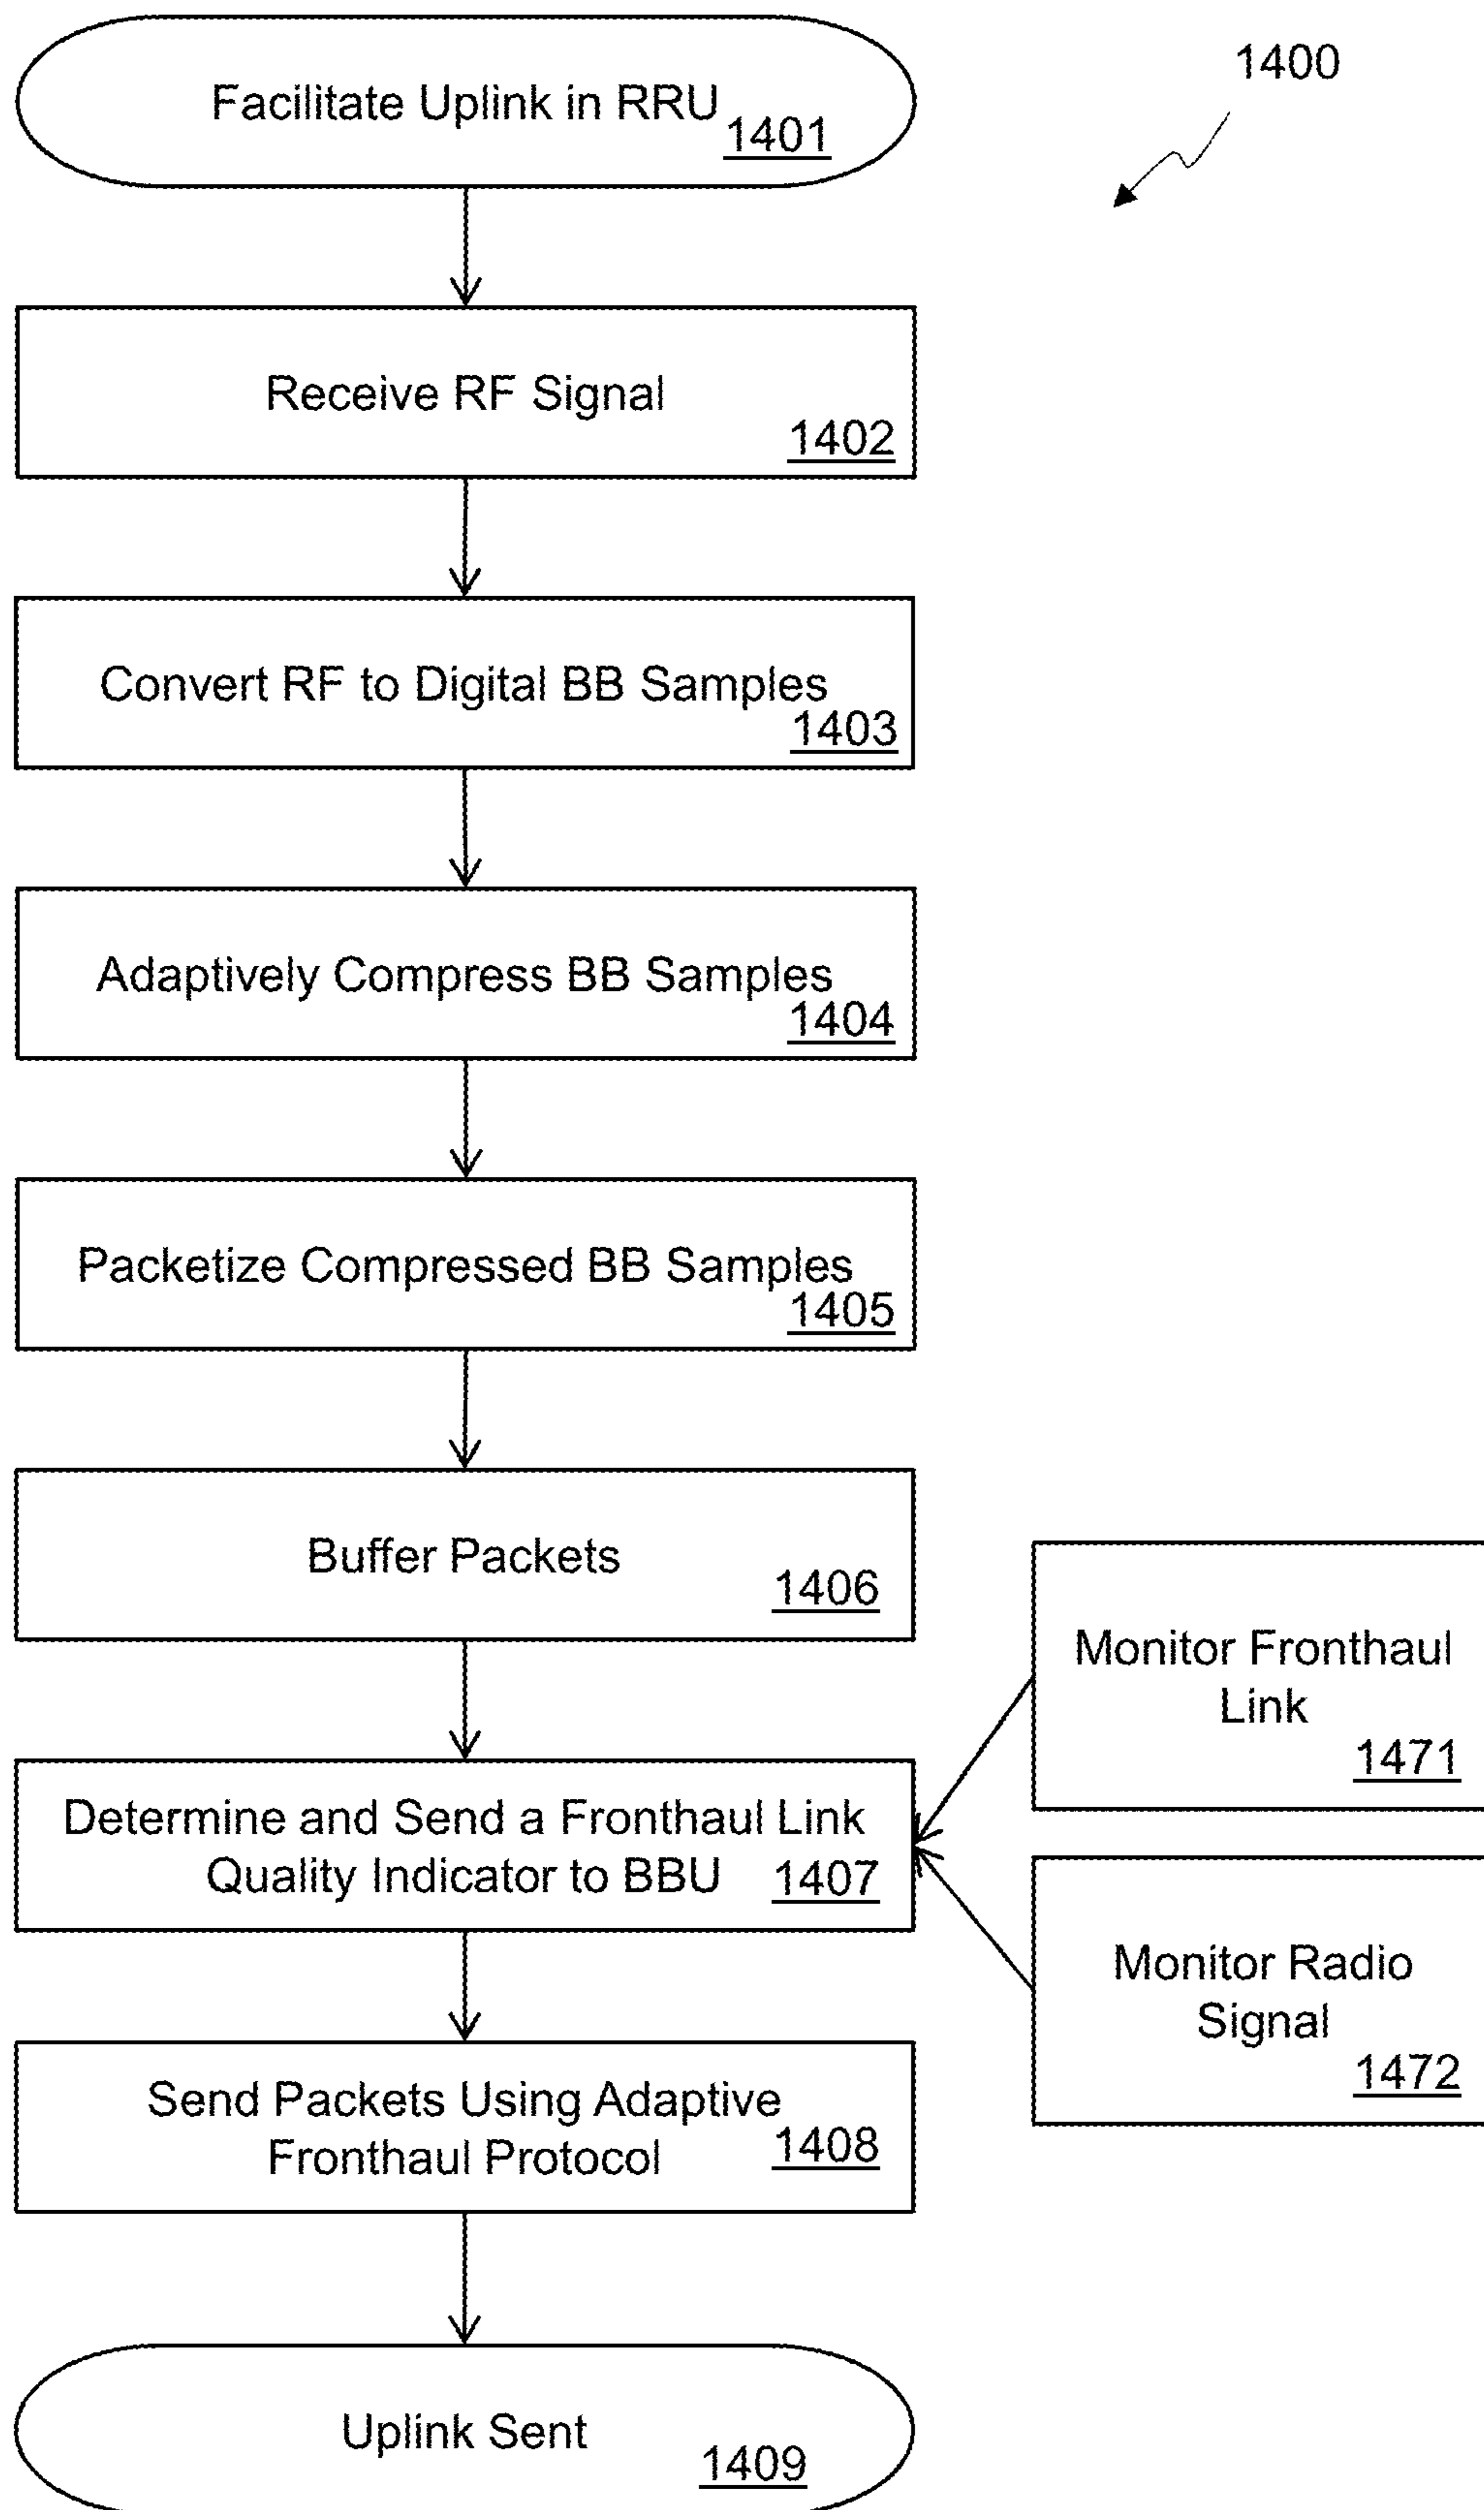 1400
Facilitate Uplink in RRU
1401
Receive RF Signal
1402
Convert RF to Digital BB Samples
1403
Adaptively Compress BB Samples
1404
Packetize Compressed BB Samples
1405
Buffer Packets
1406
Monitor Fronthaul
Link
1471
Determine and Send a Fronthaul Link
Quality Indicator to BBU
1407
Monitor Radio
Signal
1472
Send Packets Using Adaptive
Fronthaul Protocol
1408
Uplink Sent
1409